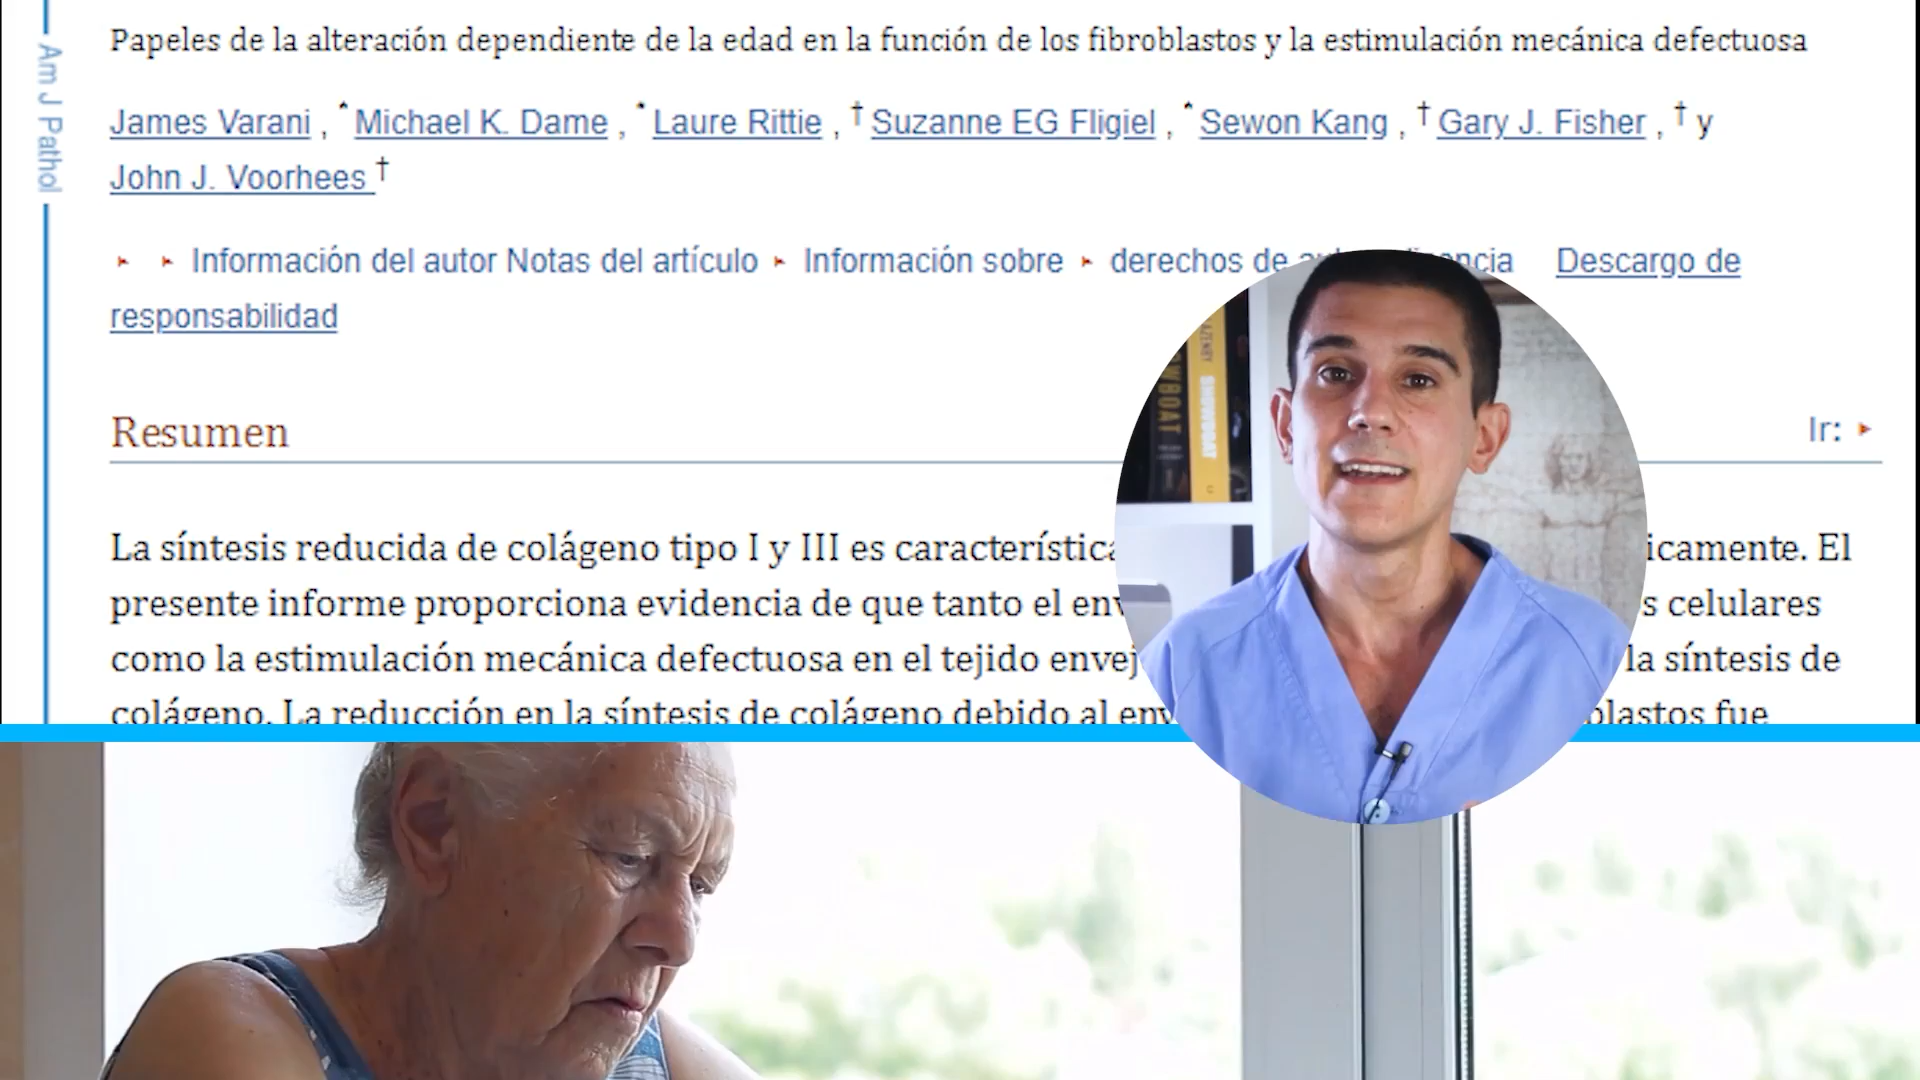 Papeles de la alteración dependiente de la edad en la función de los fibroblastos y la estimulación mecánica defectuosa
Am J Pathol
James Varani , * Michael K. Dame , * Laure Rittie , † Suzanne EG Fligiel , * Sewon Kang , † Gary J. Fisher , † y
John J. Voorhees †
Información del autor Notas del artículo ▸ Información sobre ▸ derechos de Descargo de
responsabilidad
Resumen
Ir: ▸
La síntesis reducida de colágeno tipo I y III es icamente. El
presente informe proporciona evidencia de que tanto el celulares
como la estimulación mecánica defectuosa en el tejido la síntesis de
colágeno. La reducción en la síntesis de colágeno debido al fue
SHOWBOAT